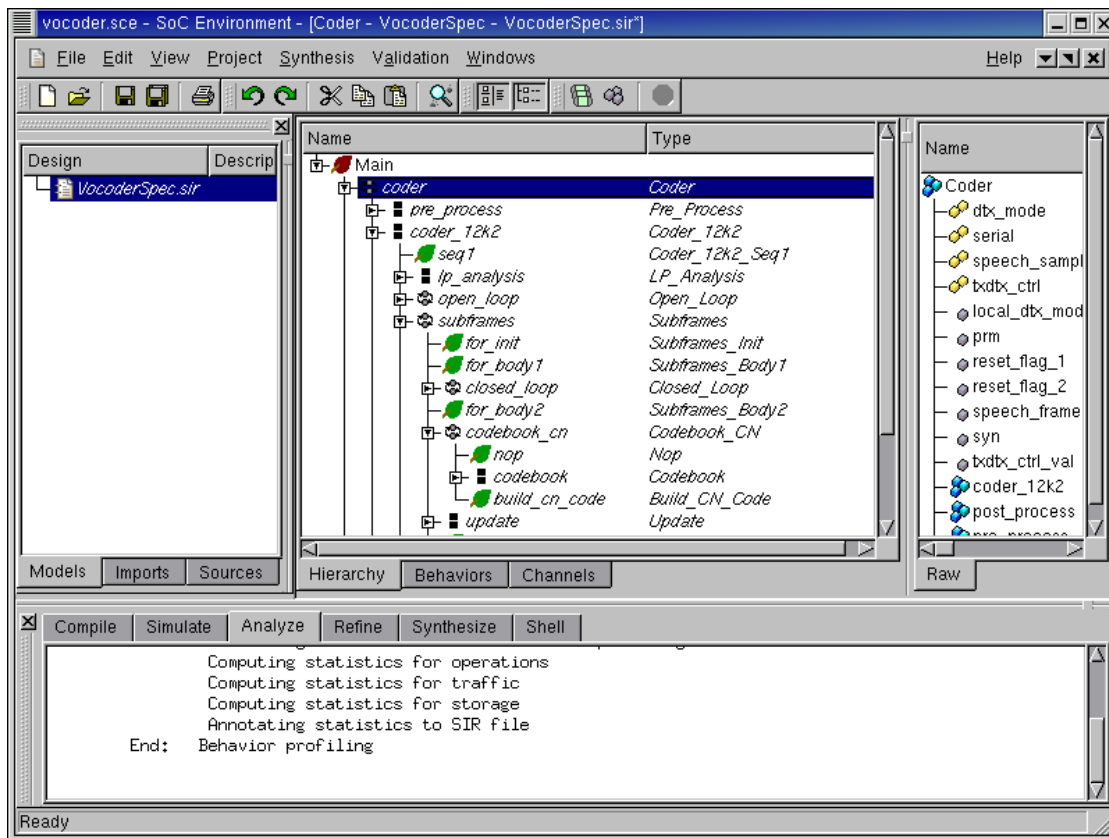 vocoder.sce - SoC Environment - [Coder - VocoderSpec - VocoderSpec.sir*]
File Edit View Project Synthesis Validation Windows Help
Design Descrip
VocoderSpec.sir
Models Imports Sources
Name Type
Main
coder Coder
pre_process Pre_Process
coder_12k2 Coder_12k2
seq1 Coder_12k2_Seq1
lp_analysis LP_Analysis
open_loop Open_Loop
subframes Subframes
for_init Subframes_Init
for_body1 Subframes_Body1
closed_loop Closed_Loop
for_body2 Subframes_Body2
codebook_cn Codebook_CN
nop Nop
codebook Codebook
build_cn_code Build_CN_Code
update Update
Hierarchy Behaviors Channels
Name
Coder
dtx_mode
serial
speech_sampl
txdtx_ctrl
local_dtx_mod
prm
reset_flag_1
reset_flag_2
speech_frame
syn
txdtx_ctrl_val
coder_12k2
post_process
Raw
Compile Simulate Analyze Refine Synthesize Shell
Computing statistics for operations
Computing statistics for traffic
Computing statistics for storage
Annotating statistics to SIR file
End: Behavior profiling
Ready